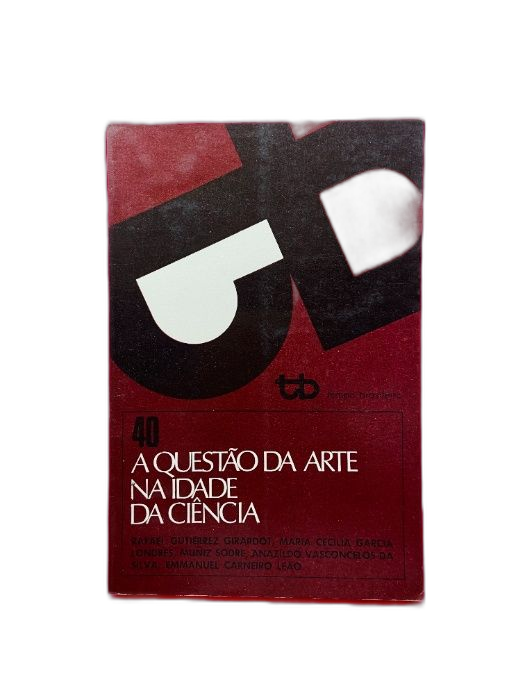 tb tempo brasileiro
40
A QUESTÃO DA ARTE
NA IDADE
DA CIÊNCIA
RAFAEL GUTIERREZ GIRARDOT, MARIA CECILIA GARCIA
LONDRES, MUNIZ SODRE, ANAZILDO VASCONCELOS DA
SILVA, EMMANUEL CARNEIRO LEÃO